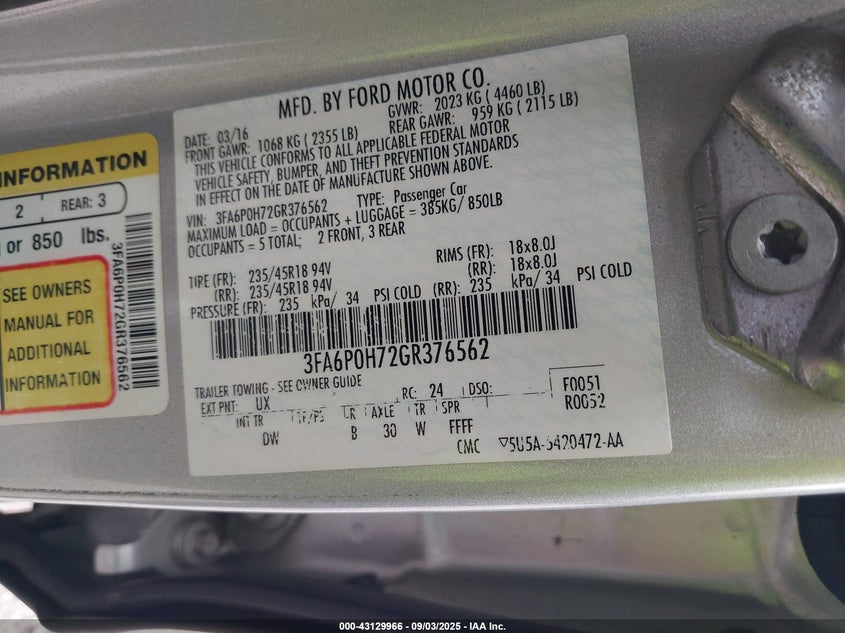 MFD. BY FORD MOTOR CO.
DATE: 03/16 GVWR: 2023 KG ( 4460 LB)
FRONT GAWR: 1068 KG ( 2355 LB) REAR GAWR: 959 KG ( 2115 LB)
THIS VEHICLE CONFORMS TO ALL APPLICABLE FEDERAL MOTOR
VEHICLE SAFETY, BUMPER, AND THEFT PREVENTION STANDARDS
IN EFFECT ON THE DATE OF MANUFACTURE SHOWN ABOVE.
VIN: 3FA6P0H72GR376562 TYPE: Passenger Car
MAXIMUM LOAD = OCCUPANTS + LUGGAGE = 385KG/ 850LB
OCCUPANTS = 5 TOTAL; 2 FRONT, 3 REAR
TIRE (FR): 235/45R18 94V RIMS (FR): 18x8.0J
(RR): 235/45R18 94V (RR): 18x8.0J
PRESSURE (FR): 235 kPa/ 34 PSI COLD (RR): 235 kPa/ 34 PSI COLD
3FA6P0H72GR376562
TRAILER TOWING - SEE OWNER GUIDE
EXT PNT: UX RC: 24 DSO: F0051
R0052
INT TR TP/PS LR AXLE TR SPR
DW B 30 W FFFF
CMC 5U5A-5420472-AA
INFORMATION
2 REAR: 3
or 850 lbs.
SEE OWNERS
MANUAL FOR
ADDITIONAL
INFORMATION
3FA6P0H72GR376562
000-43129966 - 09/03/2025 - IAA Inc.